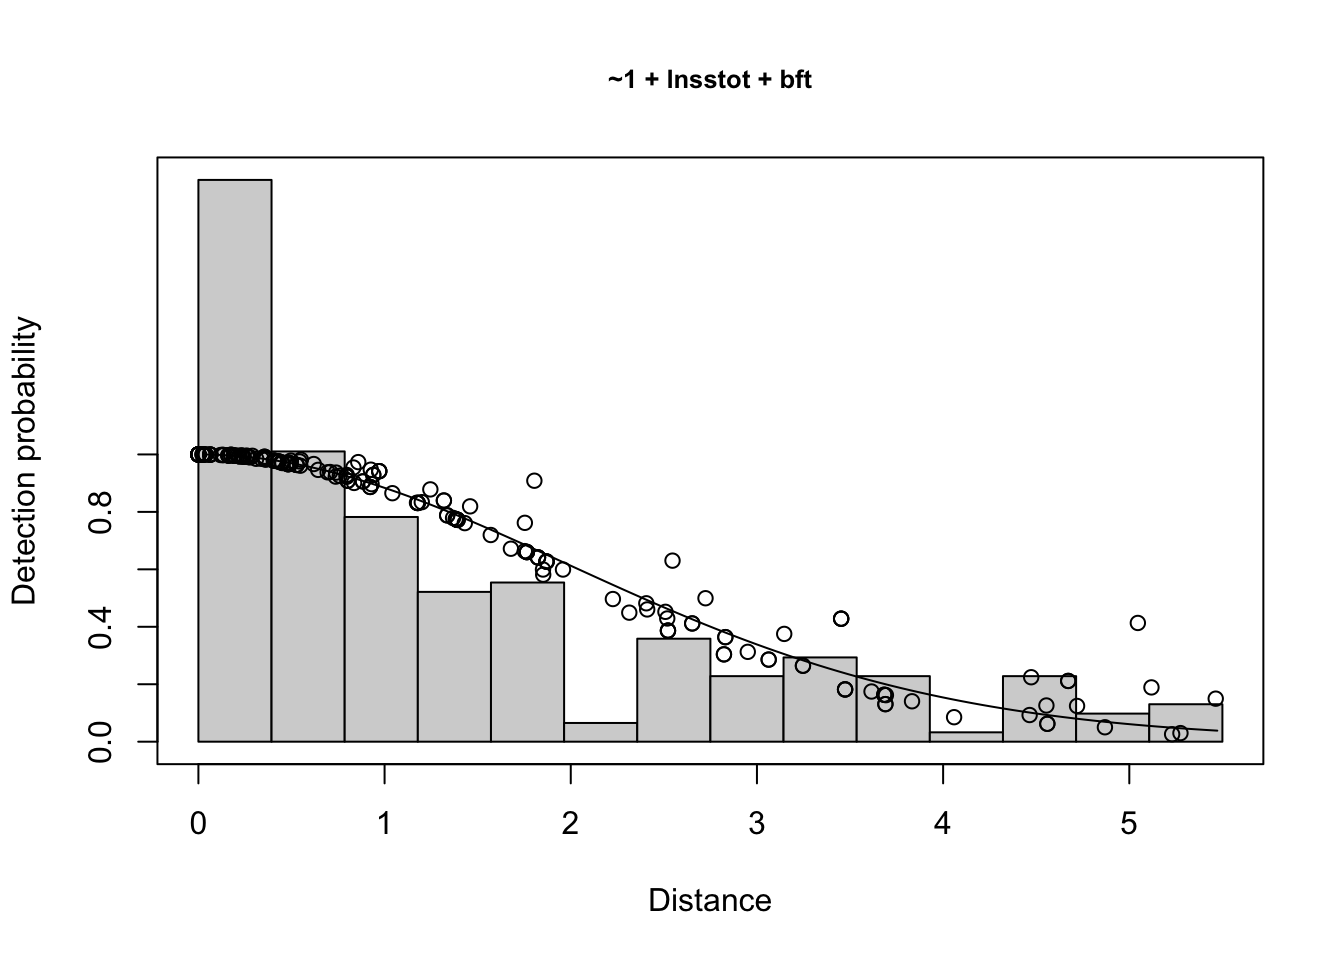 ~1 + lnsstot + bft
Detection probability
0.8
0.4
0.0
0 1 2 3 4 5
Distance